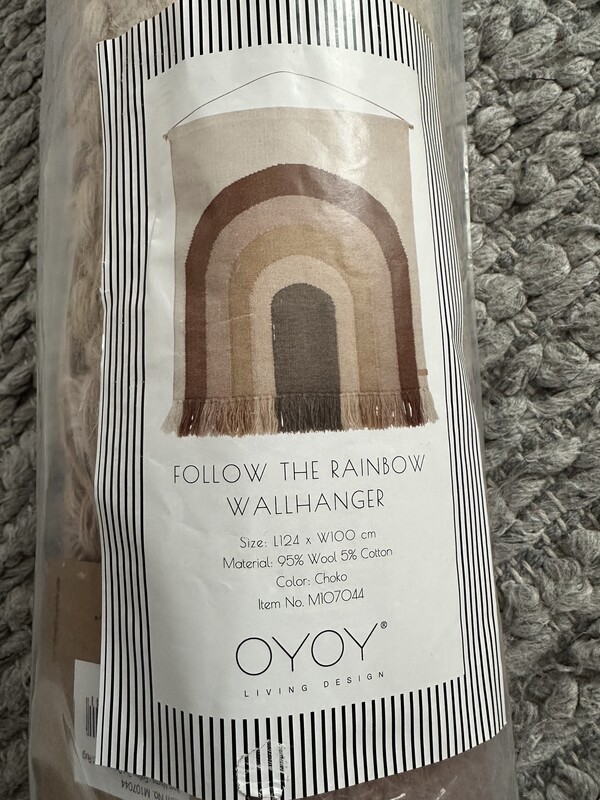 FOLLOW THE RAINBOW
WALLHANGER
Size: L124 x W100 cm
Material: 95% Wool 5% Cotton
Color: Choko
Item No. M107044
OYOY®
LIVING DESIGN
M107044